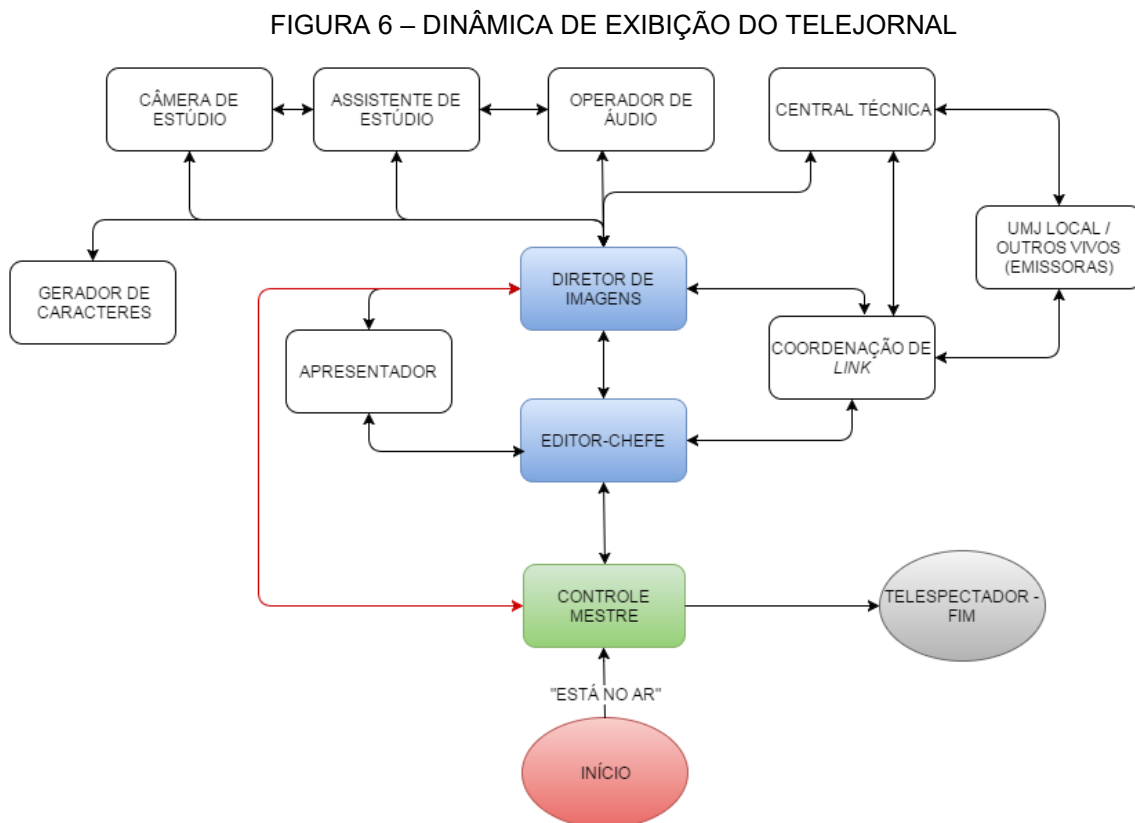 FIGURA 6 – DINÂMICA DE EXIBIÇÃO DO TELEJORNAL
CÂMERA DE
ESTÚDIO
ASSISTENTE DE
ESTÚDIO
OPERADOR DE
ÁUDIO
CENTRAL TÉCNICA
UMJ LOCAL /
OUTROS VIVOS
(EMISSORAS)
GERADOR DE
CARACTERES
DIRETOR DE
IMAGENS
APRESENTADOR
COORDENAÇÃO DE
LINK
EDITOR-CHEFE
CONTROLE
MESTRE
TELESPECTADOR -
FIM
"ESTÁ NO AR"
INÍCIO